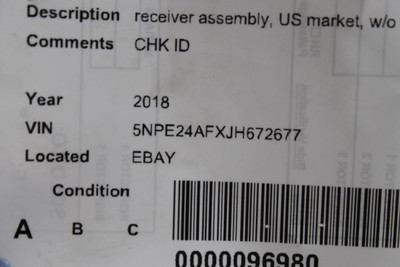 Description receiver assembly, US market, w/o
Comments CHK ID
Year 2018
VIN 5NPE24AFXJH672677
Located EBAY
Condition
A B C
0000096980